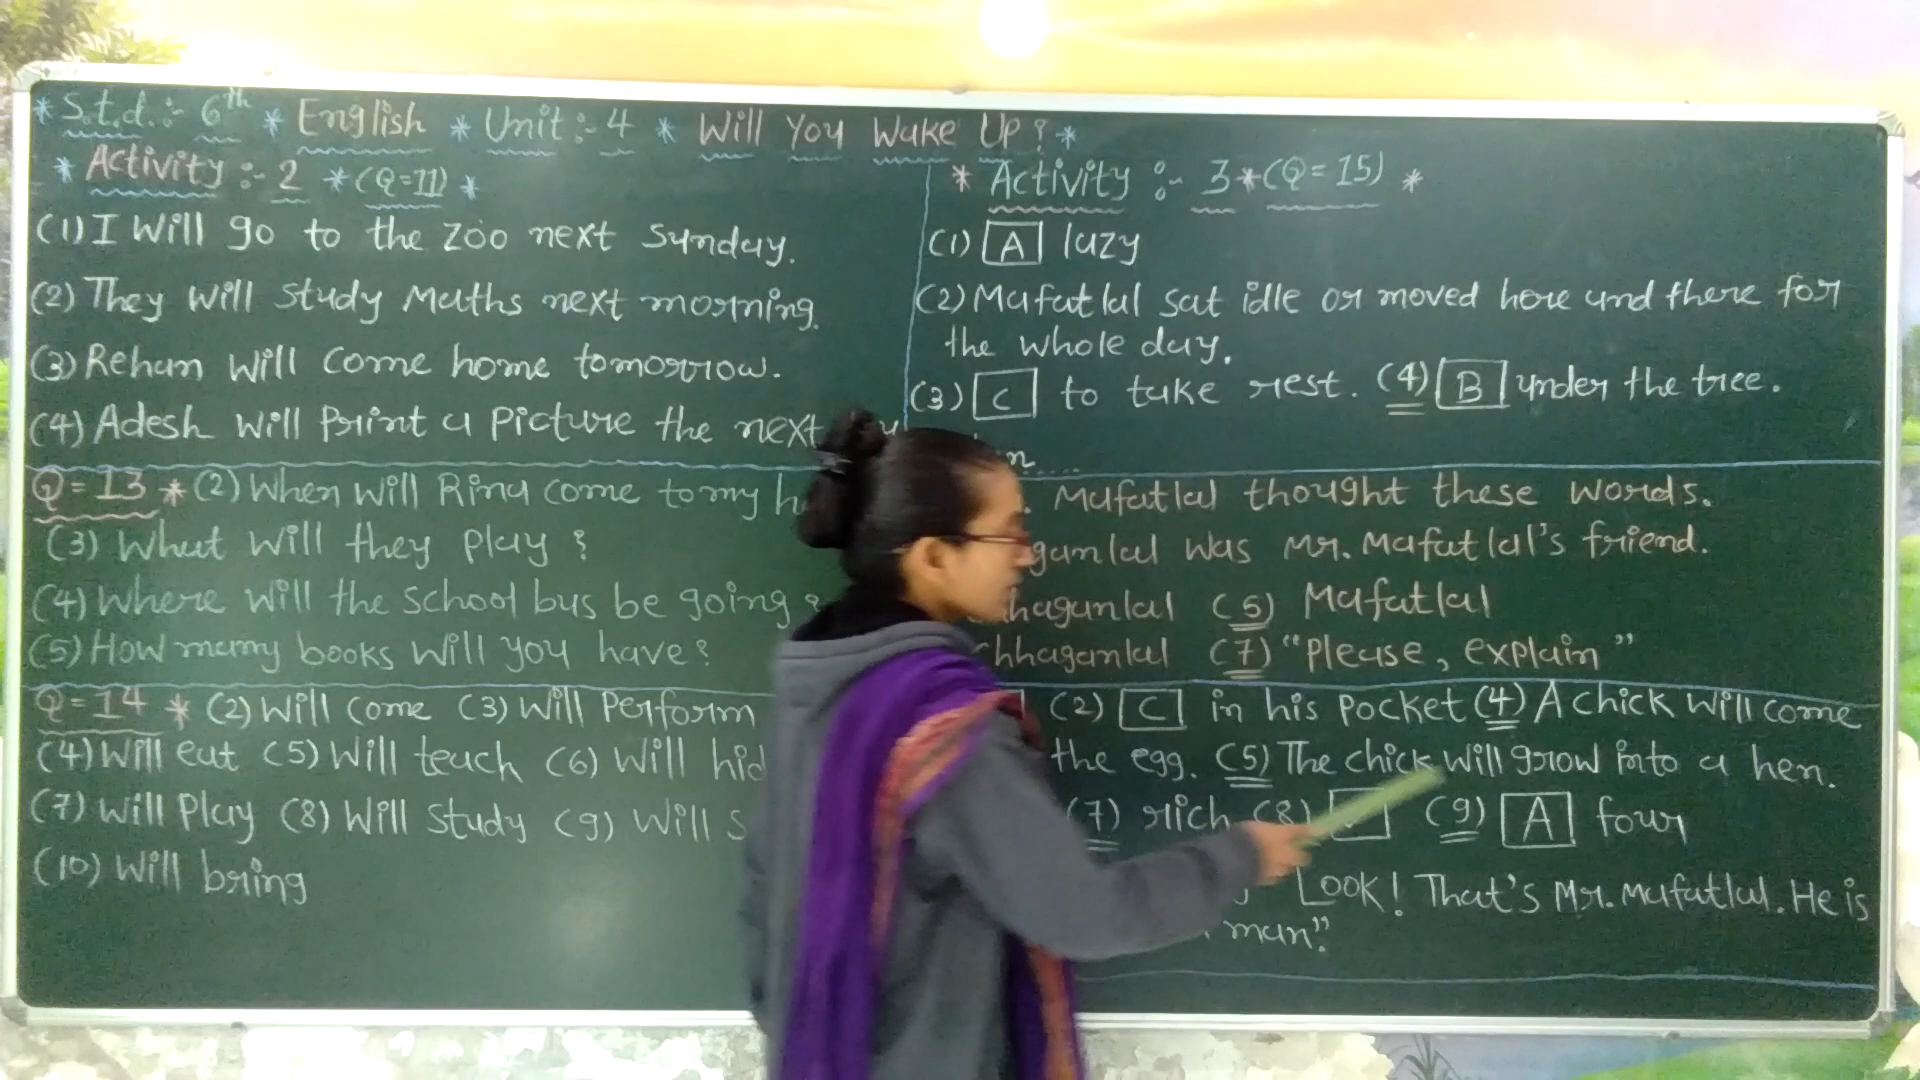 * S.t.d. :- 6th * English * Unit :- 4 * Will You Wake Up ? *
* Activity :- 2 * (Q=11) *
(1) I Will go to the Zoo next Sunday.
(2) They Will Study Maths next morning.
(3) Rehan Will Come home tomorrow.
(4) Adesh Will Print a Picture the next
Q=13 * (2) When Will Rina Come to my
(3) What Will they play ?
(4) Where Will the School bus be going ?
(5) How many books Will you have ?
Q=14 * (2) Will Come (3) Will Perform
(4) Will eat (5) Will teach (6) Will
(7) Will Play (8) Will Study (9) Will
(10) Will bring
* Activity :- 3 * (Q=15) *
(1) A lazy
(2) Mafatlal sat idle or moved here and there for
the whole day.
(3) C to take rest. (4) B under the tree.
Mafatlal thought these Words.
Was Mr. Mafatlal's friend.
(5) Mafatlal
Chhaganlal (7) "Please, explain"
(2) C in his Pocket (4) A Chick Will Come
the egg. (5) The chick Will grow into a hen.
(7) rich (8) (9) A four
Look! That's Mr. Mafatlal. He is
man".